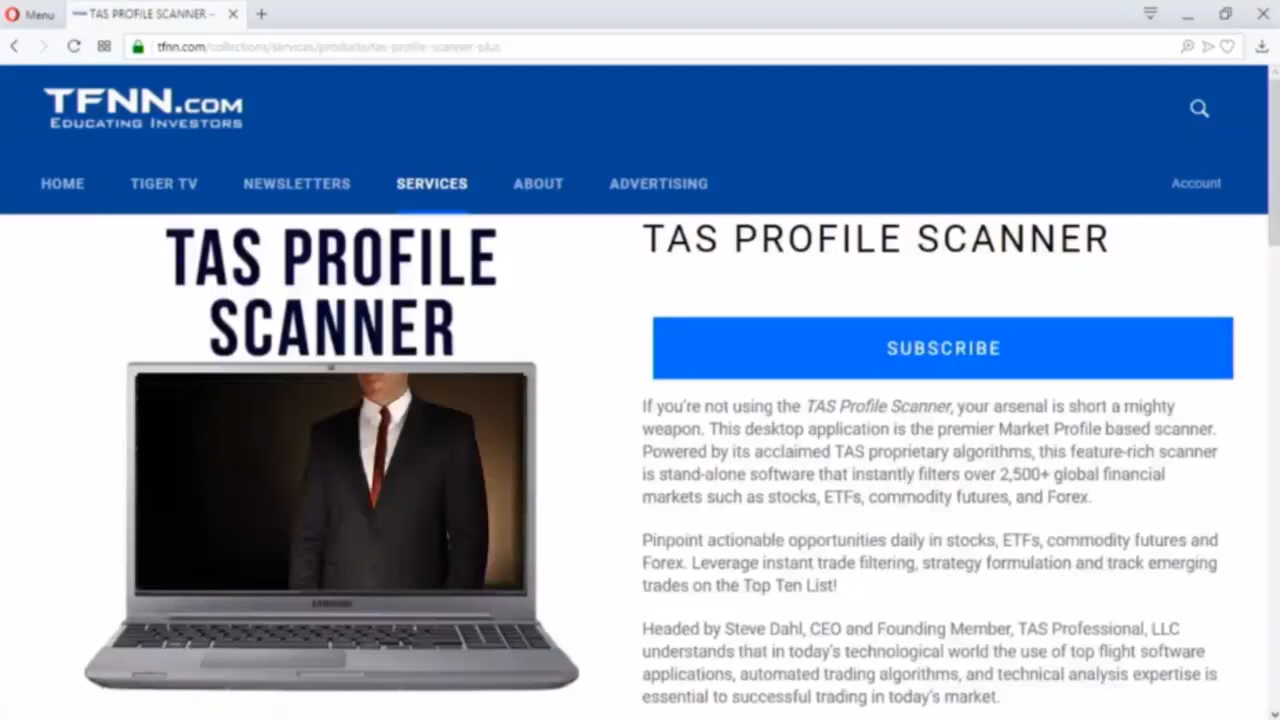 Menu
TAS PROFILE SCANNER –
tfnn.com/collections/services/products/tas-profile-scanner-plus
TFNN.COM
EDUCATING INVESTORS
HOME TIGER TV NEWSLETTERS SERVICES ABOUT ADVERTISING Account
TAS PROFILE
SCANNER
SAMSUNG
TAS PROFILE SCANNER
SUBSCRIBE
If you're not using the TAS Profile Scanner, your arsenal is short a mighty
weapon. This desktop application is the premier Market Profile based scanner.
Powered by its acclaimed TAS proprietary algorithms, this feature-rich scanner
is stand-alone software that instantly filters over 2,500+ global financial
markets such as stocks, ETFs, commodity futures, and Forex.
Pinpoint actionable opportunities daily in stocks, ETFs, commodity futures and
Forex. Leverage instant trade filtering, strategy formulation and track emerging
trades on the Top Ten List!
Headed by Steve Dahl, CEO and Founding Member, TAS Professional, LLC
understands that in today's technological world the use of top flight software
applications, automated trading algorithms, and technical analysis expertise is
essential to successful trading in today's market.